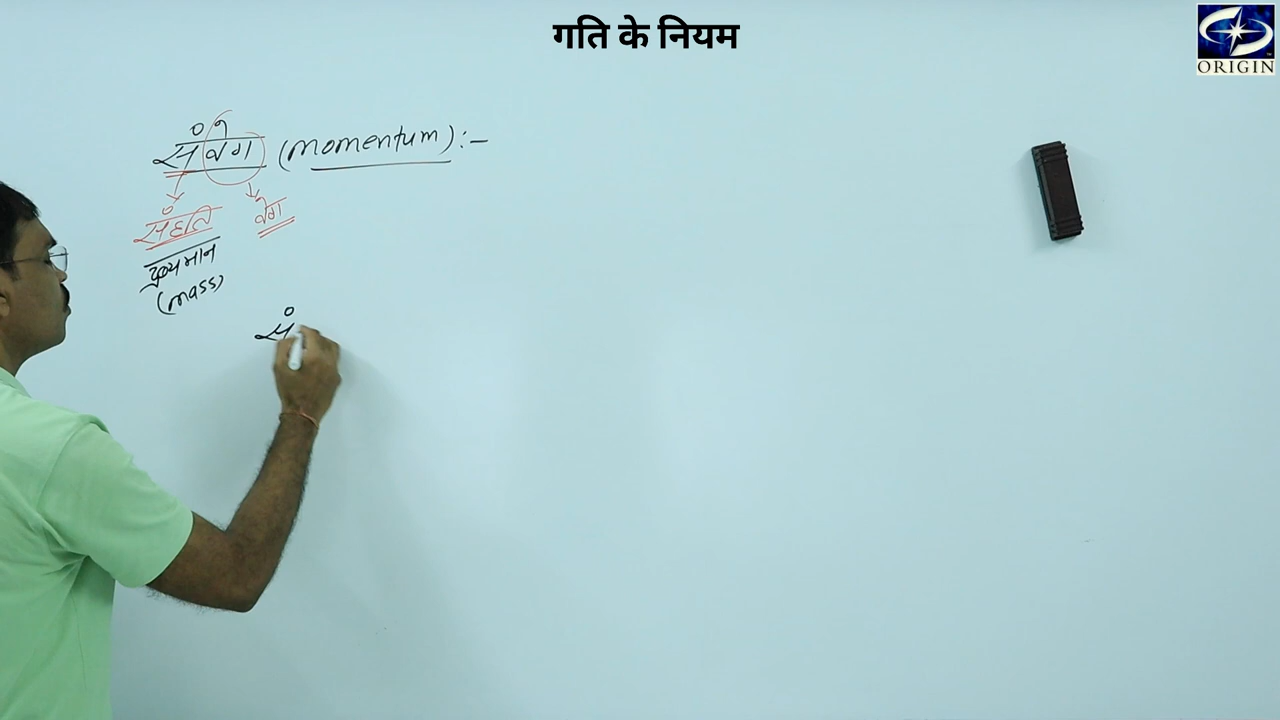 गति के नियम
ORIGIN
संवेग (momentum) :-
संहति वेग
द्रव्यमान
(mass)
सं